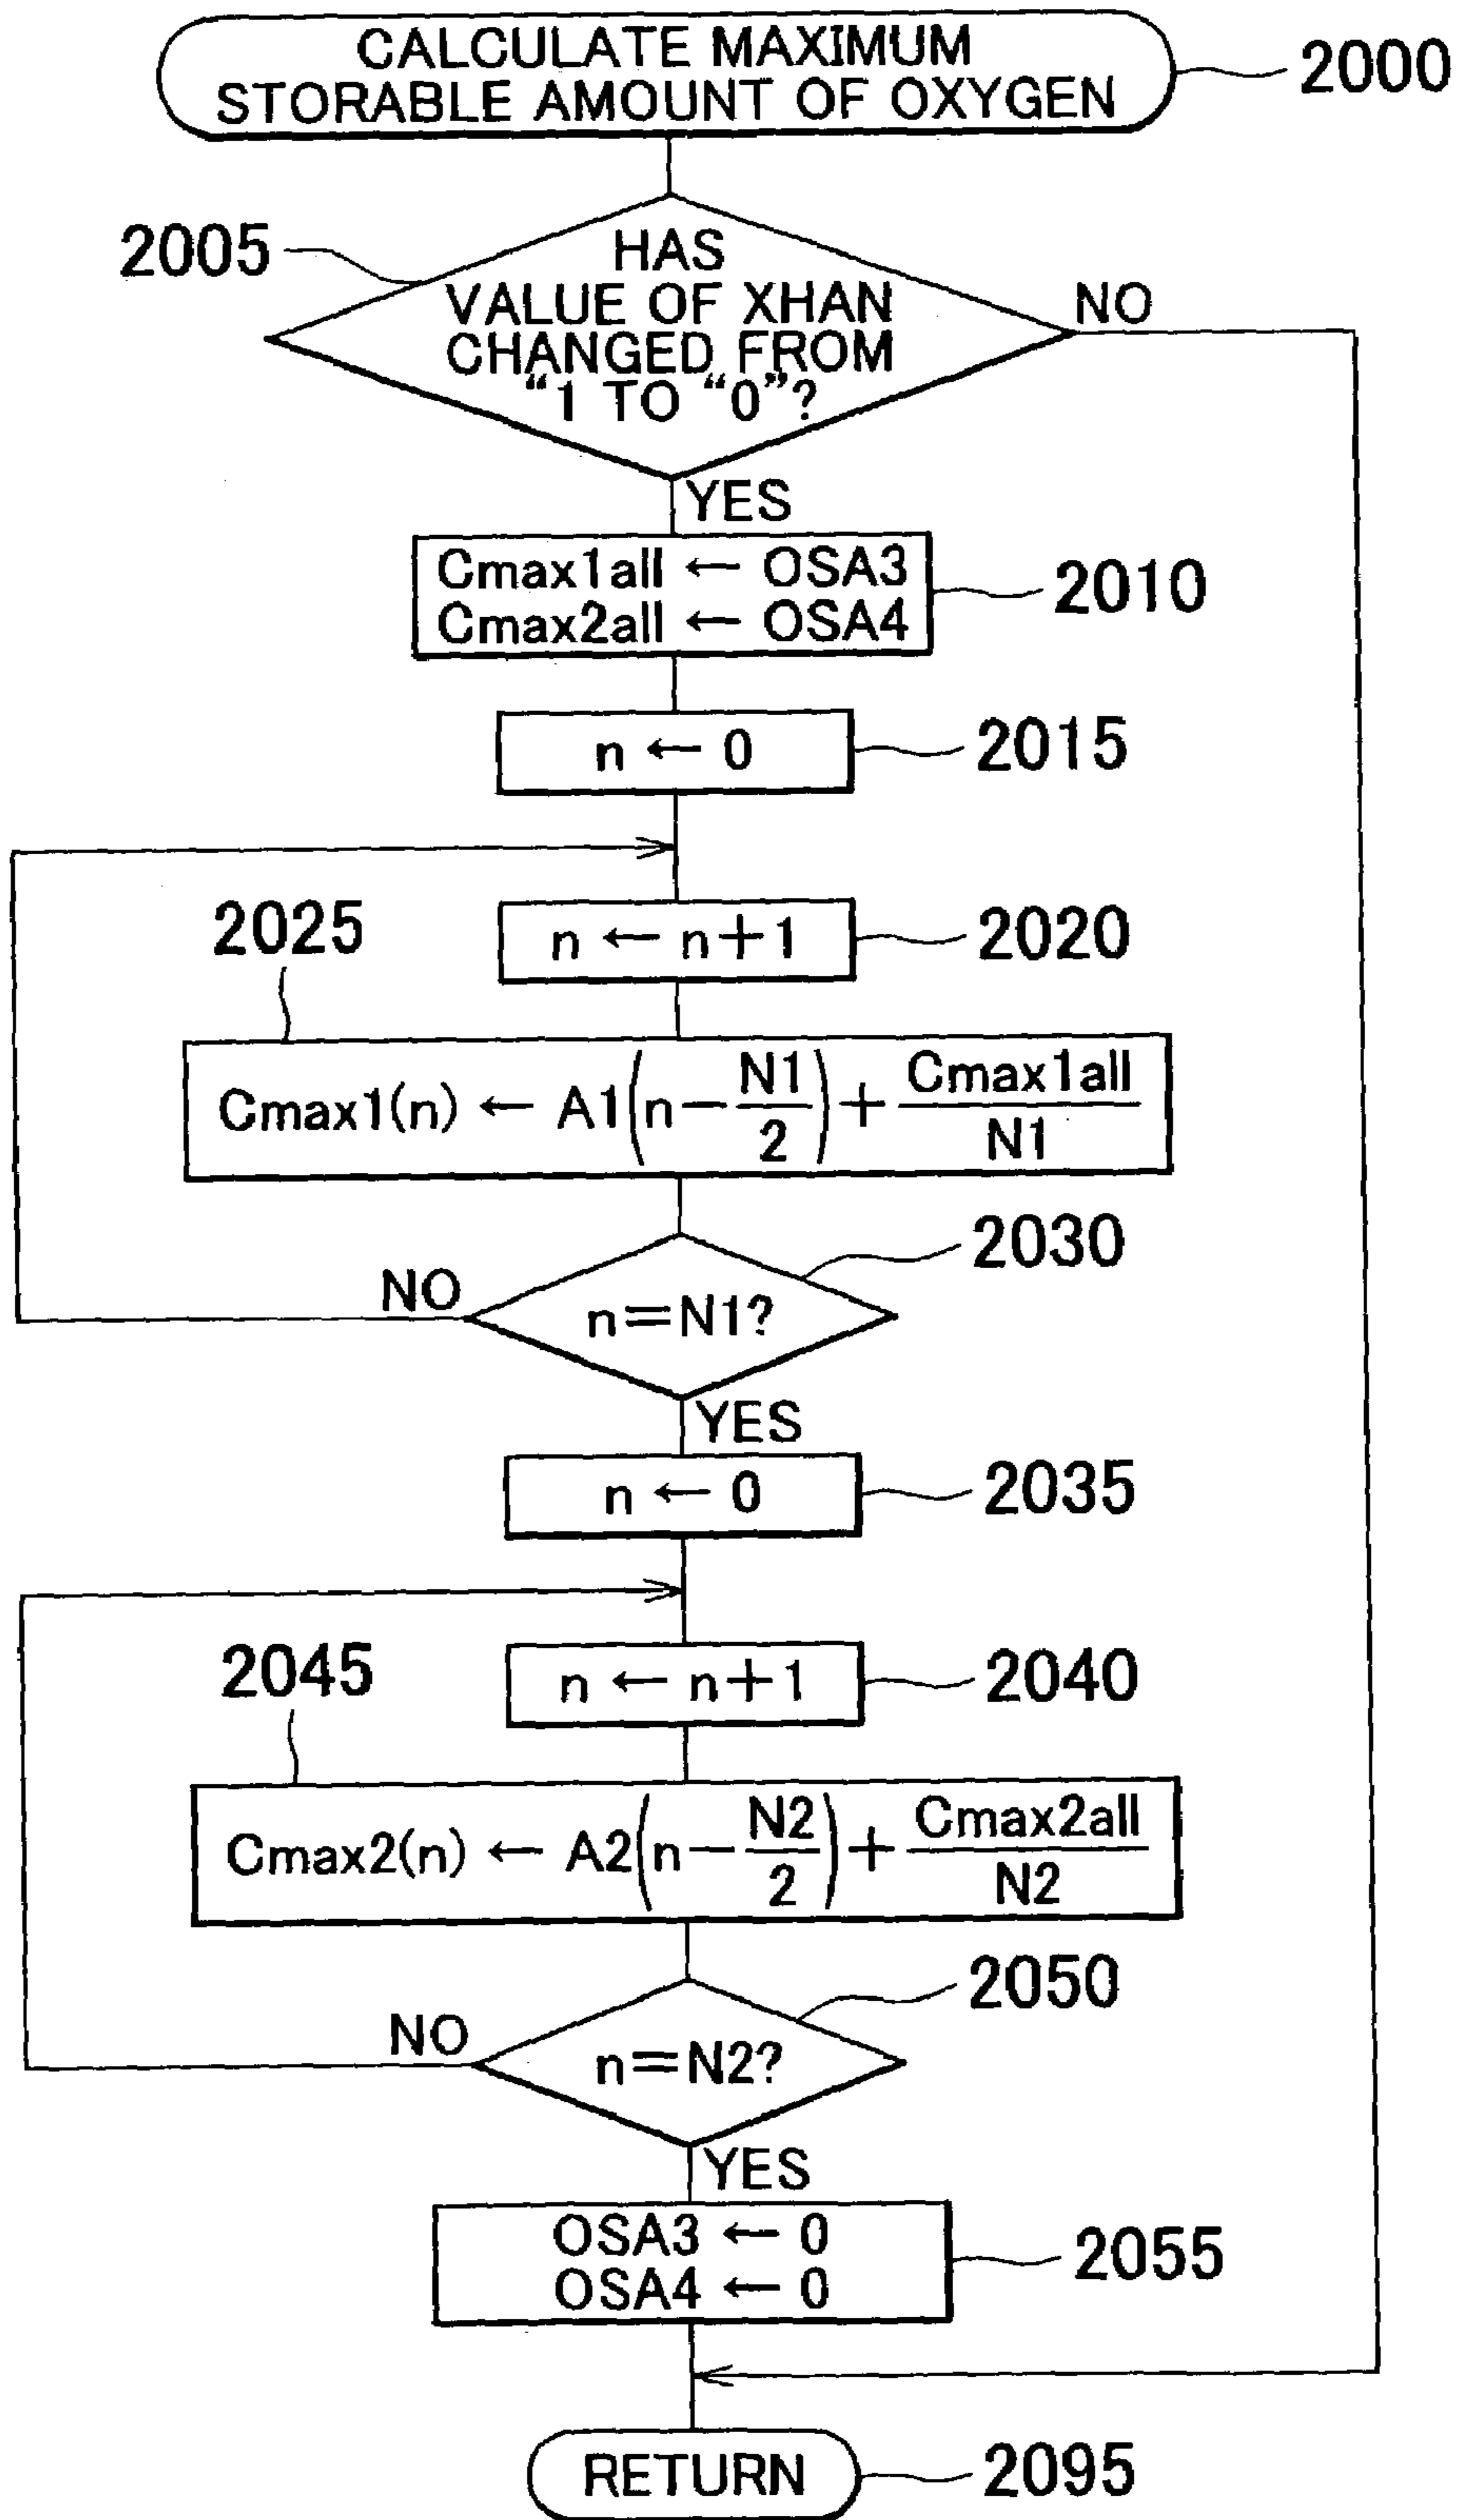 CALCULATE MAXIMUM
STORABLE AMOUNT OF OXYGEN
2000
2005
HAS
VALUE OF XHAN
CHANGED FROM
“1 TO “0”?
NO
YES
Cmax1all ← OSA3
Cmax2all ← OSA4
2010
n ← 0
2015
2025
n ← n+1
2020
Cmax1(n) ← A1(n−N1/2)+Cmax1all/N1
2030
NO
n=N1?
YES
n ← 0
2035
2045
n ← n+1
2040
Cmax2(n) ← A2(n−N2/2)+Cmax2all/N2
2050
NO
n=N2?
YES
OSA3 ← 0
OSA4 ← 0
2055
RETURN
2095